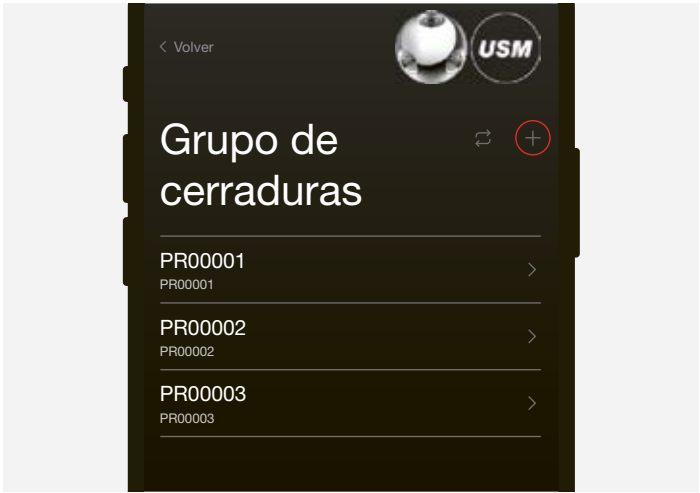 < Volver
USM
Grupo de
cerraduras
PR00001
PR00001
PR00002
PR00002
PR00003
PR00003